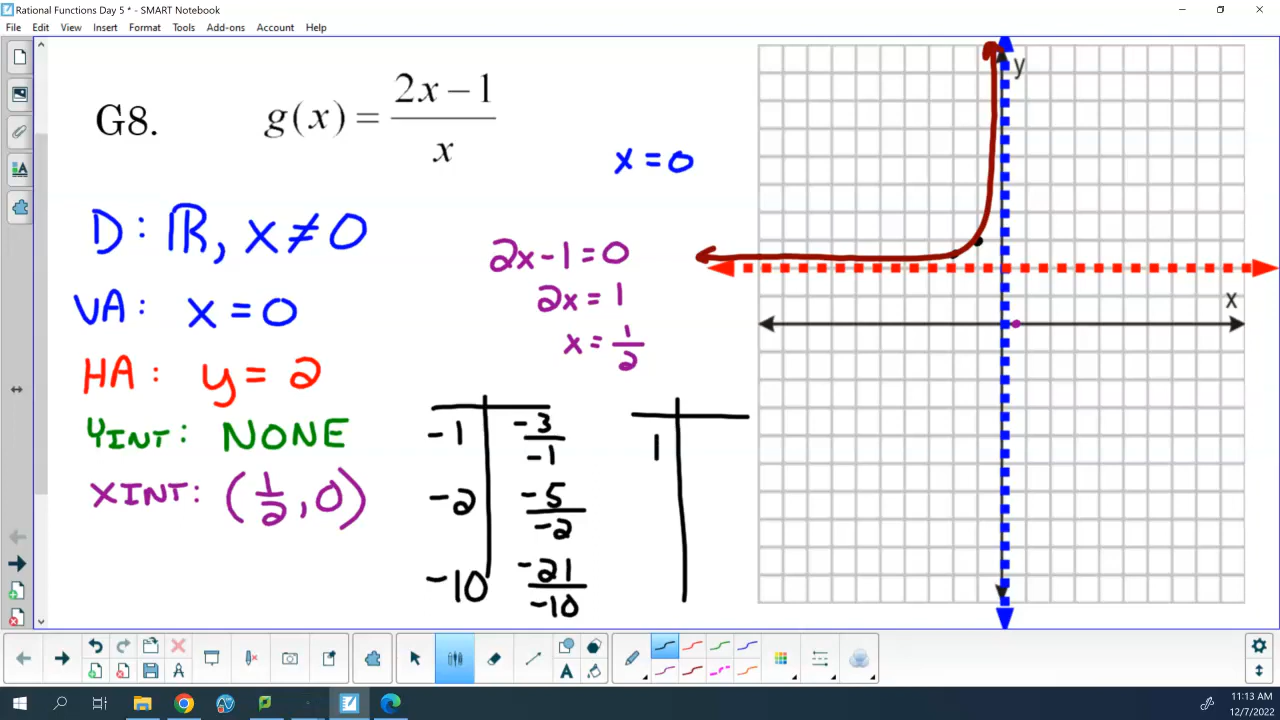 Rational Functions Day 5 * - SMART Notebook
File Edit View Insert Format Tools Add-ons Account Help
G8. g(x) = (2x − 1)/x
x = 0
D: ℝ, x ≠ 0
2x-1 = 0
2x = 1
x = 1/2
VA: x = 0
HA: y = 2
YINT: NONE
XINT: (1/2, 0)
-1 | -3/-1
-2 | -5/-2
-10 | -21/-10
1
y
x
11:13 AM
12/7/2022